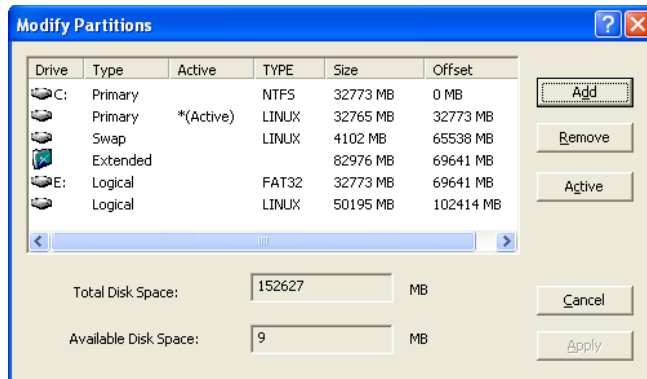 Modify Partitions
Drive Type Active TYPE Size Offset
C: Primary NTFS 32773 MB 0 MB
Primary *(Active) LINUX 32765 MB 32773 MB
Swap LINUX 4102 MB 65538 MB
Extended 82976 MB 69641 MB
E: Logical FAT32 32773 MB 69641 MB
Logical LINUX 50195 MB 102414 MB
Add
Remove
Active
Total Disk Space: 152627 MB
Available Disk Space: 9 MB
Cancel
Apply